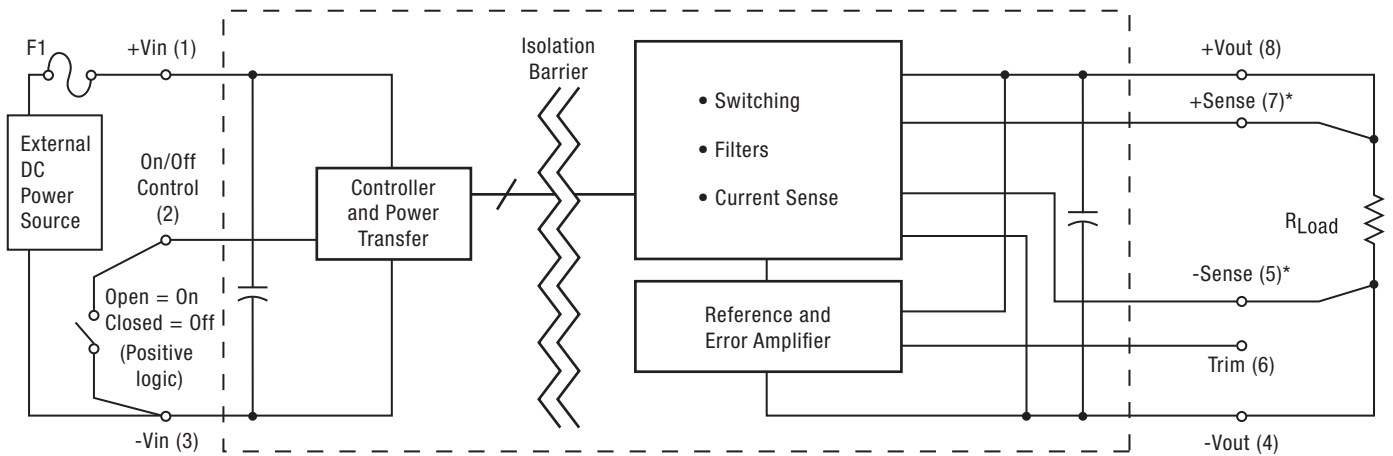 F1
+Vin (1)
External
DC
Power
Source
On/Off
Control
(2)
Open = On
Closed = Off
(Positive
logic)
-Vin (3)
Controller
and Power
Transfer
Isolation
Barrier
• Switching
• Filters
• Current Sense
Reference and
Error Amplifier
+Vout (8)
+Sense (7)*
RLoad
-Sense (5)*
Trim (6)
-Vout (4)